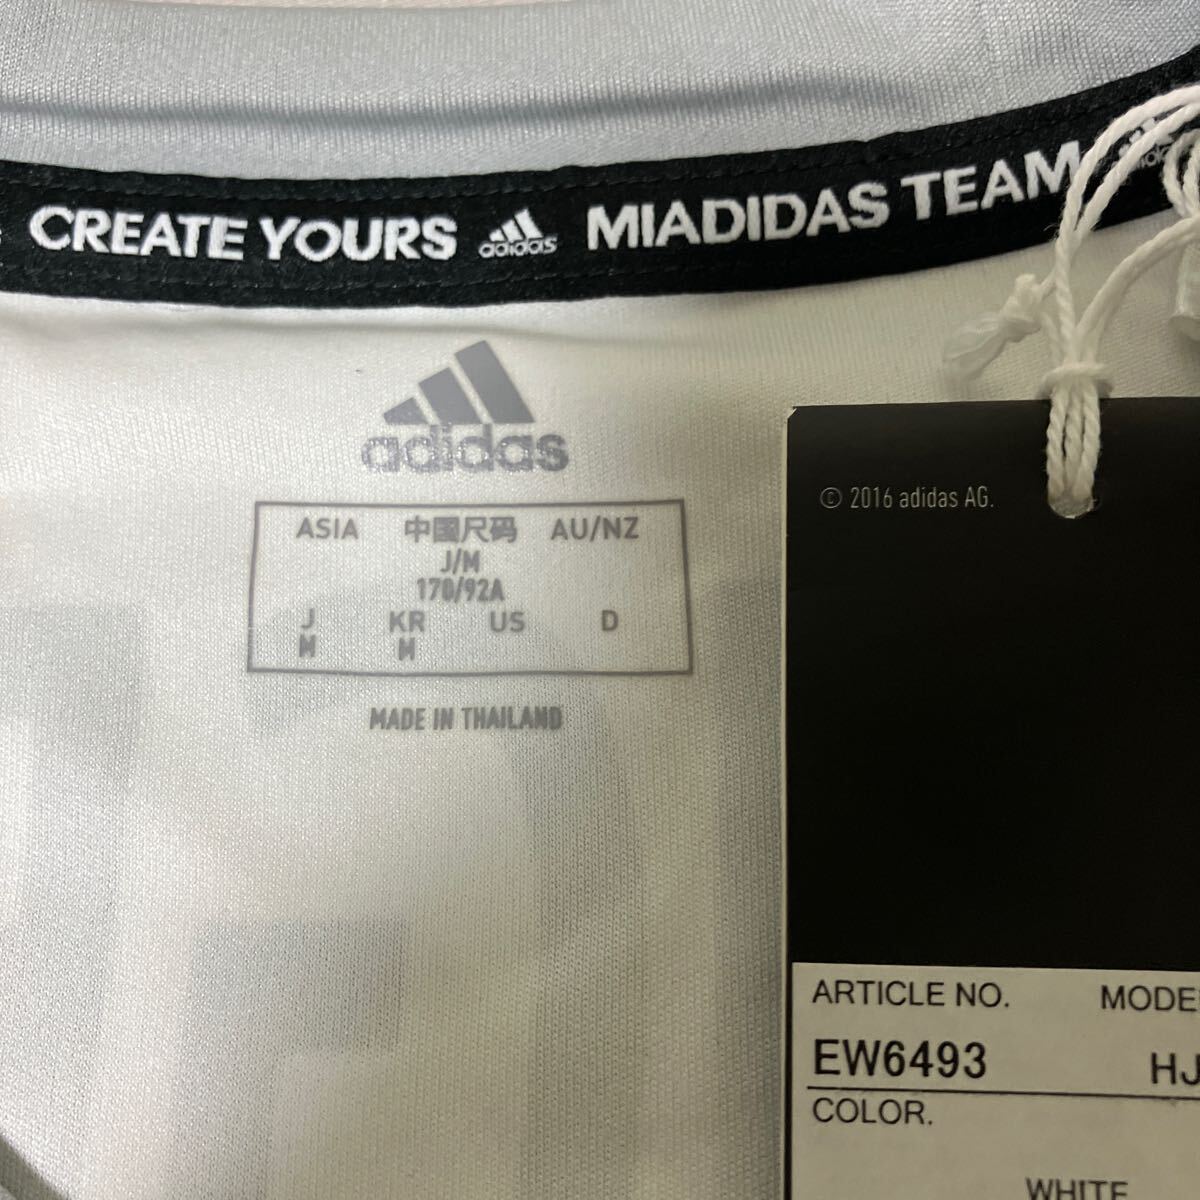 CREATE YOURS adidas MIADIDAS TEAM
adidas
ASIA 中国尺码 AU/NZ
J/M
170/92A
J KR US D
M M
MADE IN THAILAND
© 2016 adidas AG.
ARTICLE NO. MODE
EW6493 HJ
COLOR.
WHITE